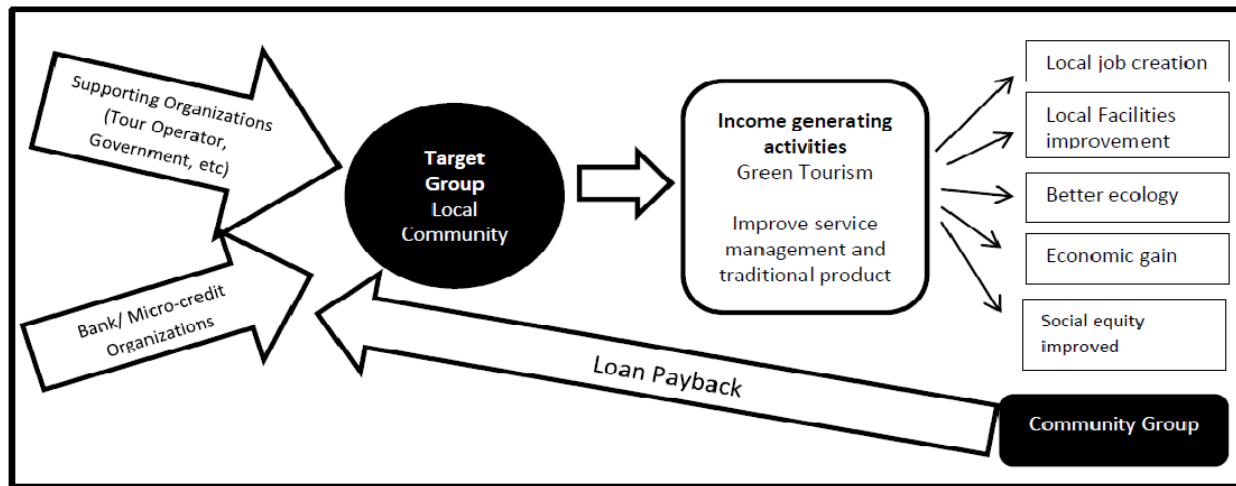 Supporting Organizations
(Tour Operator,
Government, etc)
Bank/ Micro-credit
Organizations
Target
Group
Local
Community
Income generating
activities
Green Tourism
Improve service
management and
traditional product
Local job creation
Local Facilities
improvement
Better ecology
Economic gain
Social equity
improved
Loan Payback
Community Group